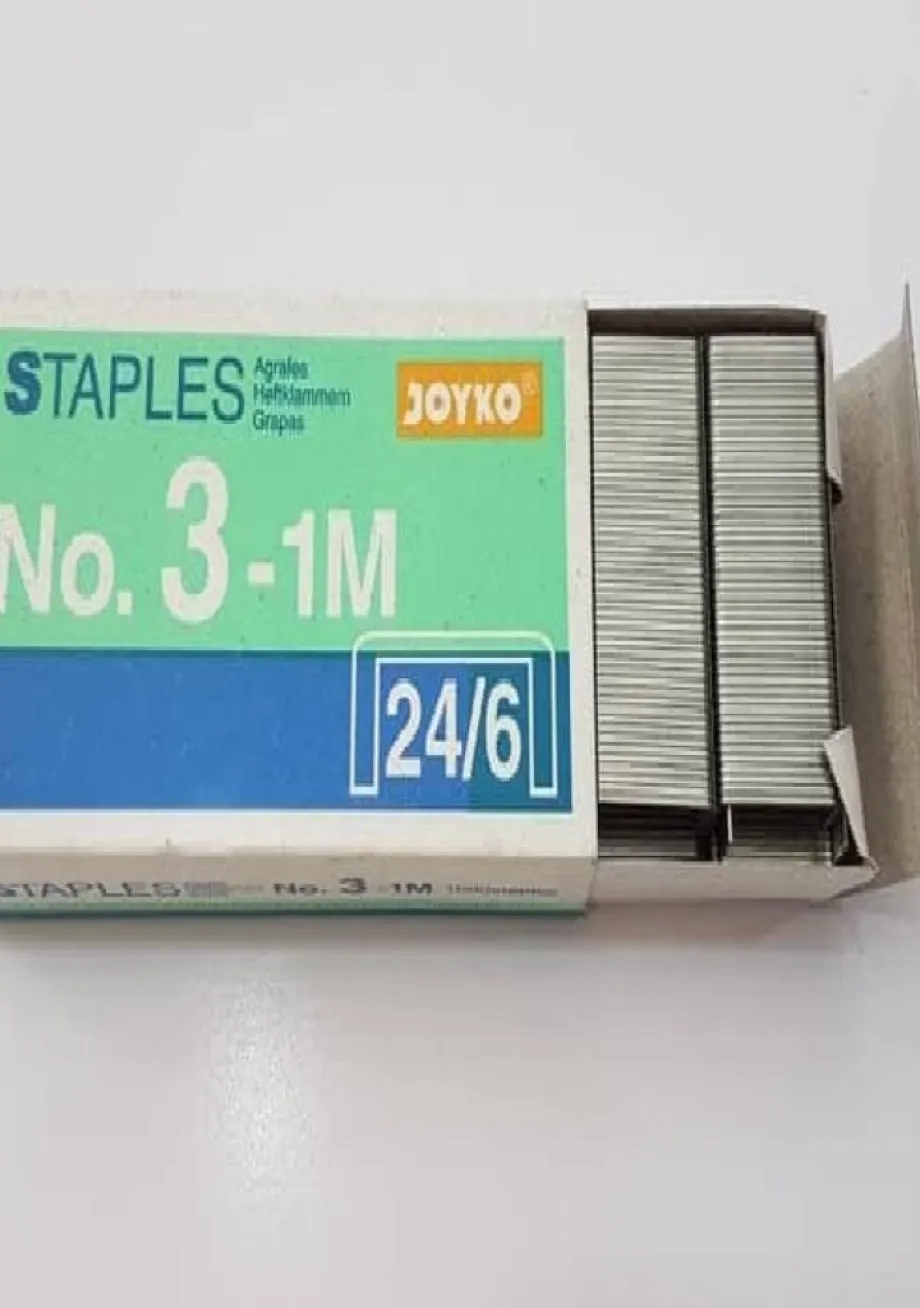 STAPLES
Agrafes
Heftklammern
Grapas
JOYKO®
No. 3-1M
24/6
STAPLES
No. 3 -1M